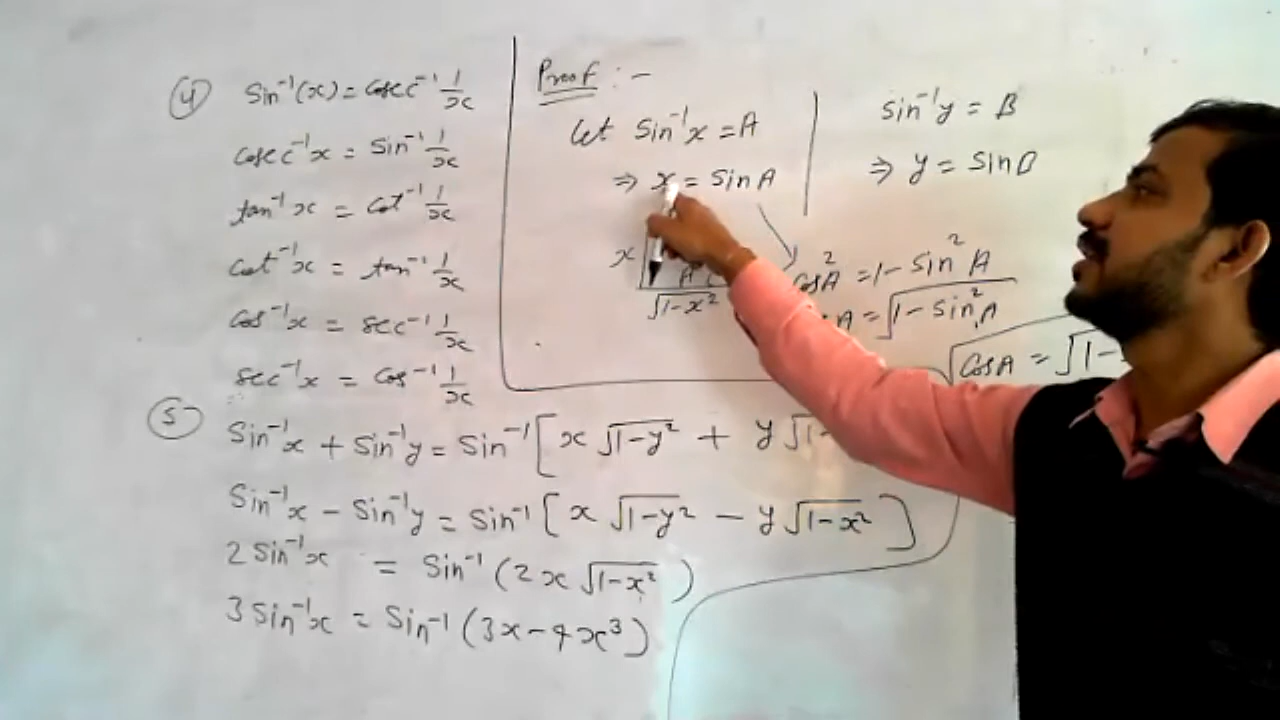 (4) Sin⁻¹(x) = Cosec⁻¹ 1/x
Cosec⁻¹x = Sin⁻¹ 1/x
tan⁻¹x = Cot⁻¹ 1/x
Cot⁻¹x = tan⁻¹ 1/x
Cos⁻¹x = sec⁻¹ 1/x
sec⁻¹x = Cos⁻¹ 1/x
Proof :-
Let Sin⁻¹x = A
⇒ x = SinA
x
A
√1-x²
Sin⁻¹y = B
⇒ y = SinB
Cos²A = 1 - Sin²A
A = √1 - Sin²A
CosA = √1-
(5) Sin⁻¹x + Sin⁻¹y = Sin⁻¹[x √1-y² + y √1-
Sin⁻¹x - Sin⁻¹y = Sin⁻¹[x √1-y² - y √1-x²]
2 Sin⁻¹x = Sin⁻¹(2x √1-x²)
3 Sin⁻¹x = Sin⁻¹(3x-4x³)